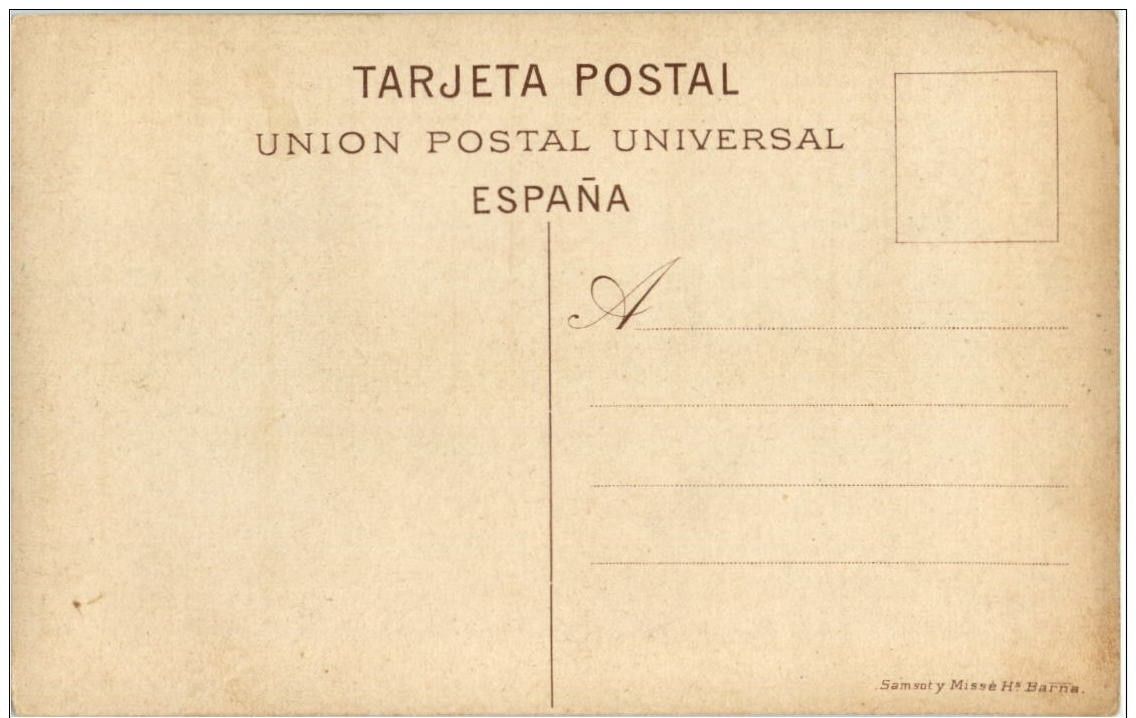 TARJETA POSTAL
UNION POSTAL UNIVERSAL
ESPAÑA
A
Samsot y Missé Hs Barna.